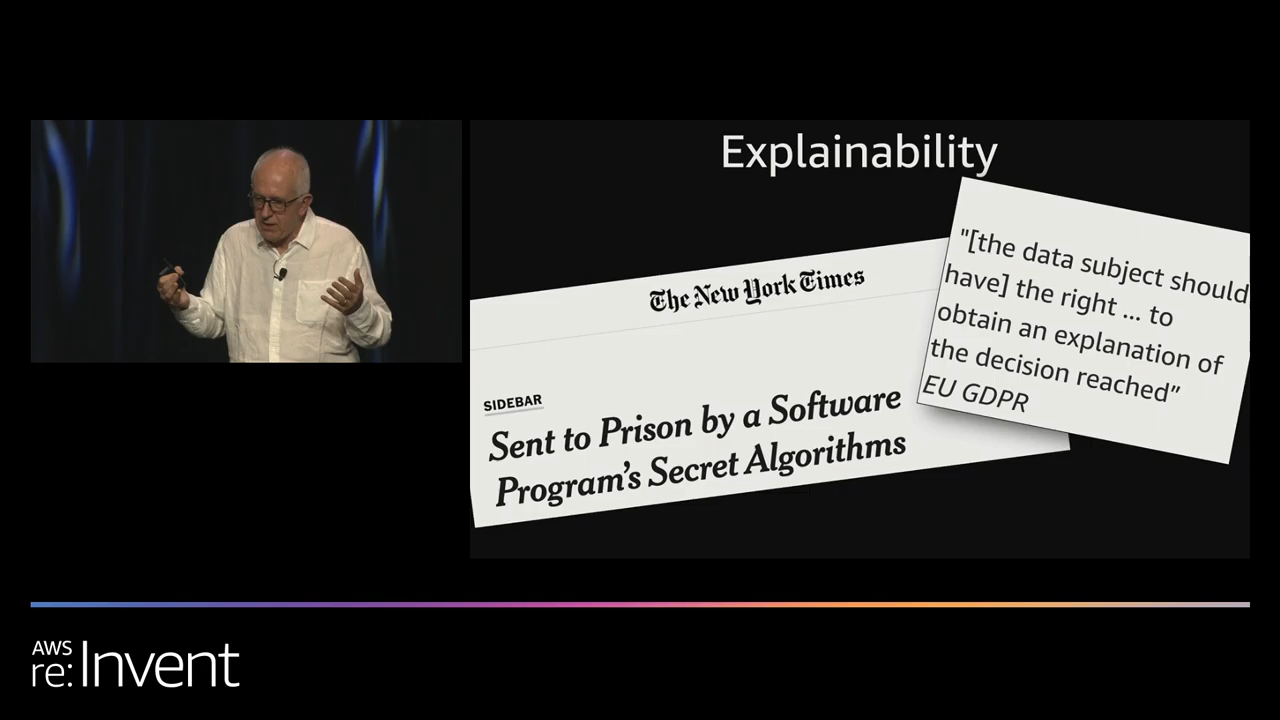 Explainability
The New York Times
SIDEBAR
Sent to Prison by a Software
Program's Secret Algorithms
"[the data subject should
have] the right ... to
obtain an explanation of
the decision reached”
EU GDPR
AWS
re:Invent